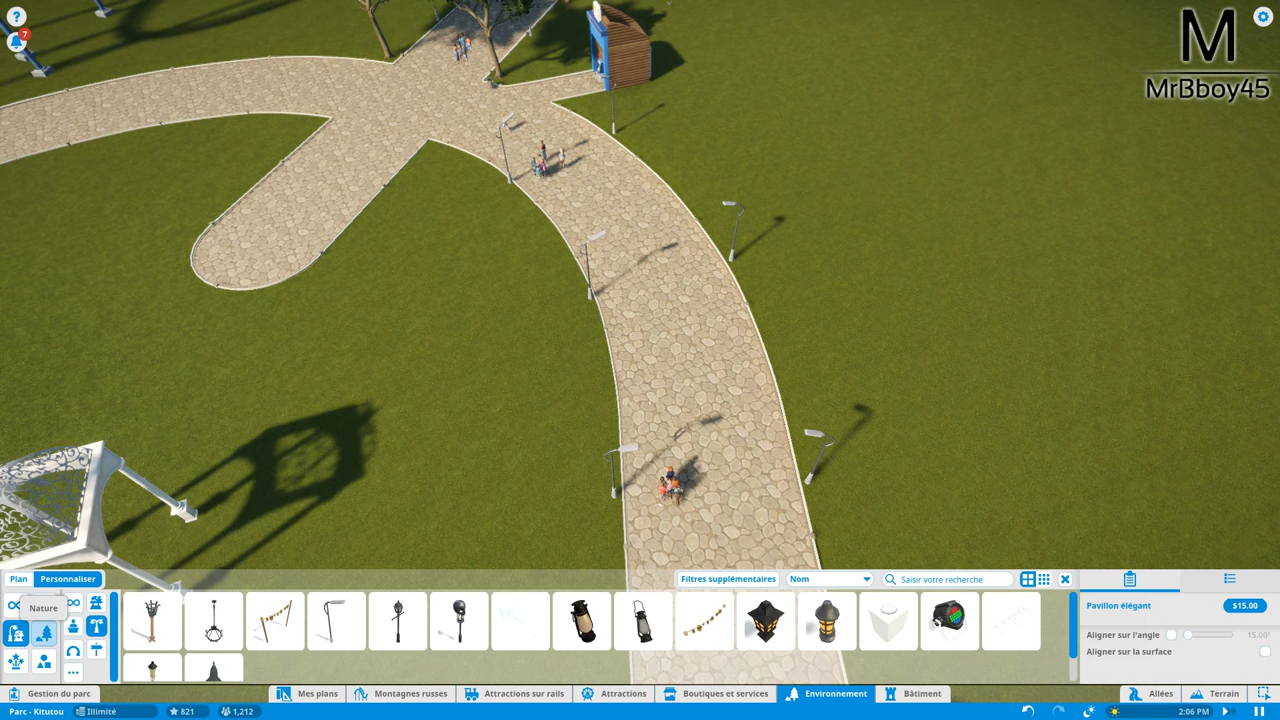 ?
7
M
MrBboy45
Plan
Personnaliser
Filtres supplémentaires
Nom
Saisir votre recherche
Nature
Pavillon élégant
$15.00
Aligner sur l'angle
15.00°
Aligner sur la surface
Gestion du parc
Mes plans
Montagnes russes
Attractions sur rails
Attractions
Boutiques et services
Environnement
Bâtiment
Allées
Terrain
Parc - Kitutou
Illimité
821
1,212
2:06 PM